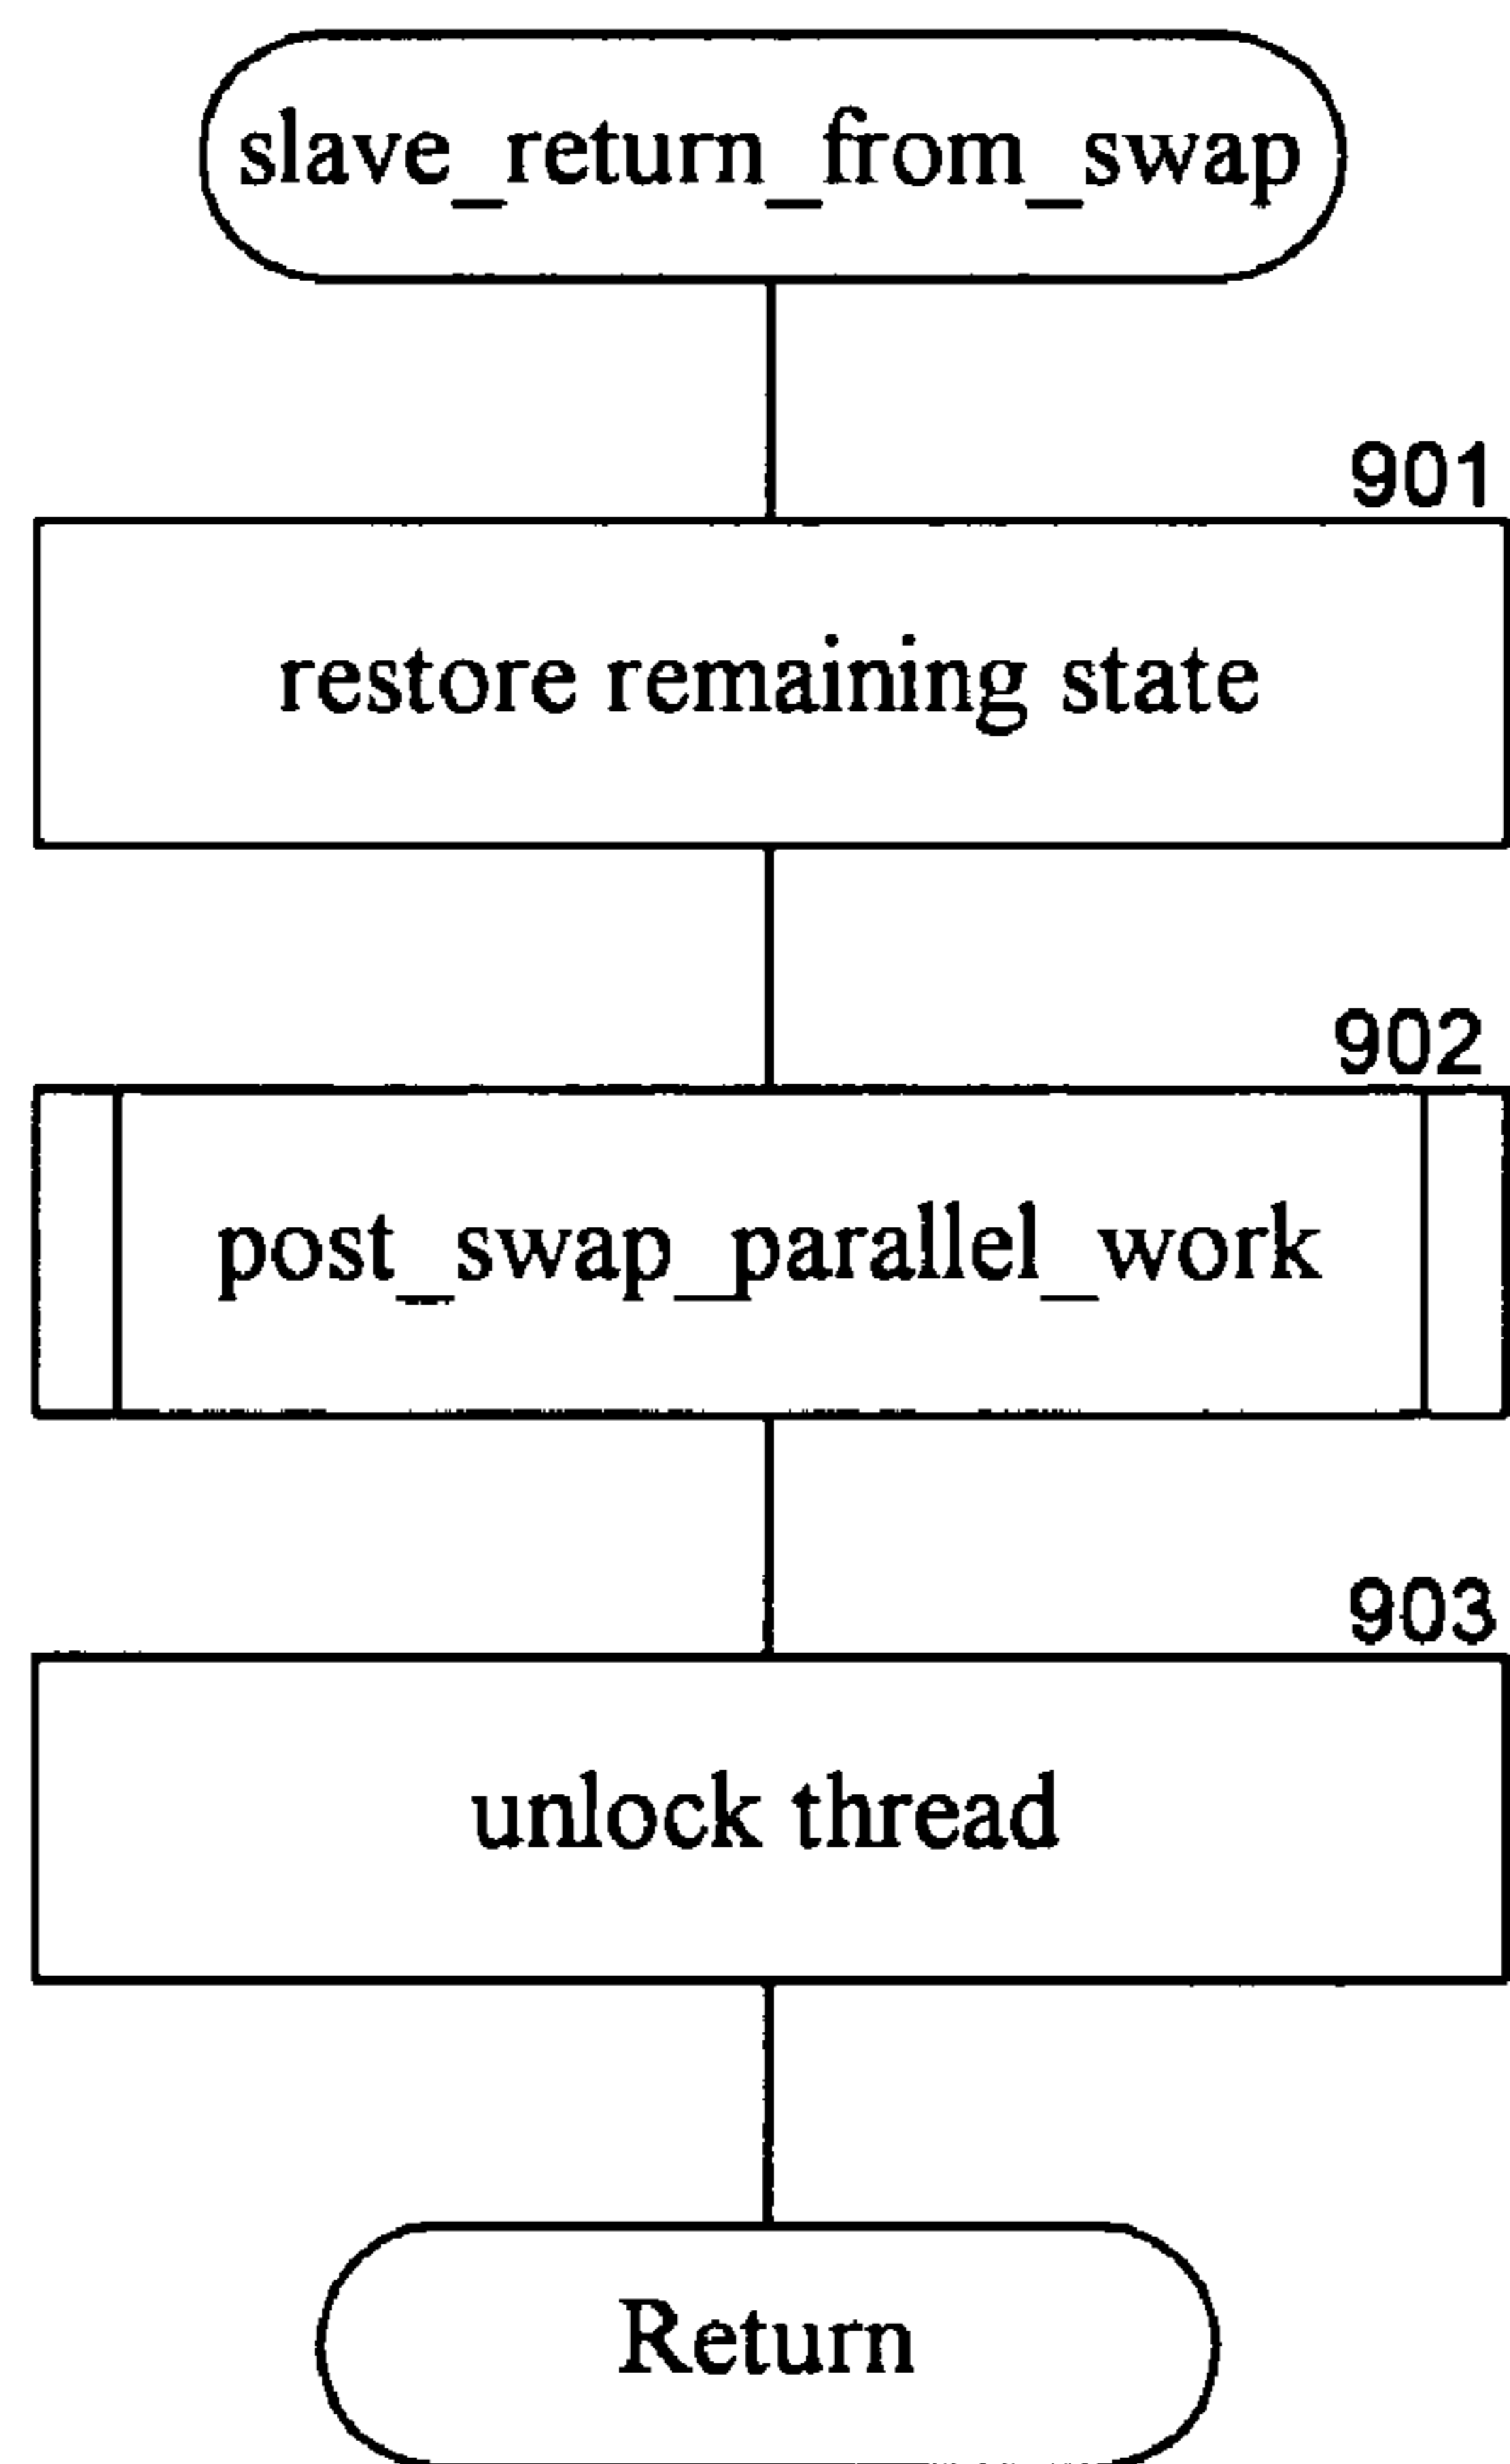 slave_return_from_swap
901
restore remaining state
902
post_swap_parallel_work
903
unlock thread
Return